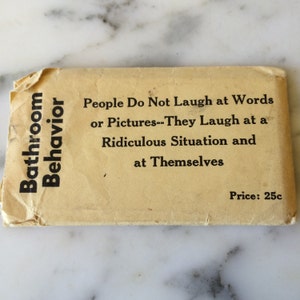 Bathroom
Behavior
People Do Not Laugh at Words
or Pictures--They Laugh at a
Ridiculous Situation and
at Themselves
Price: 25c